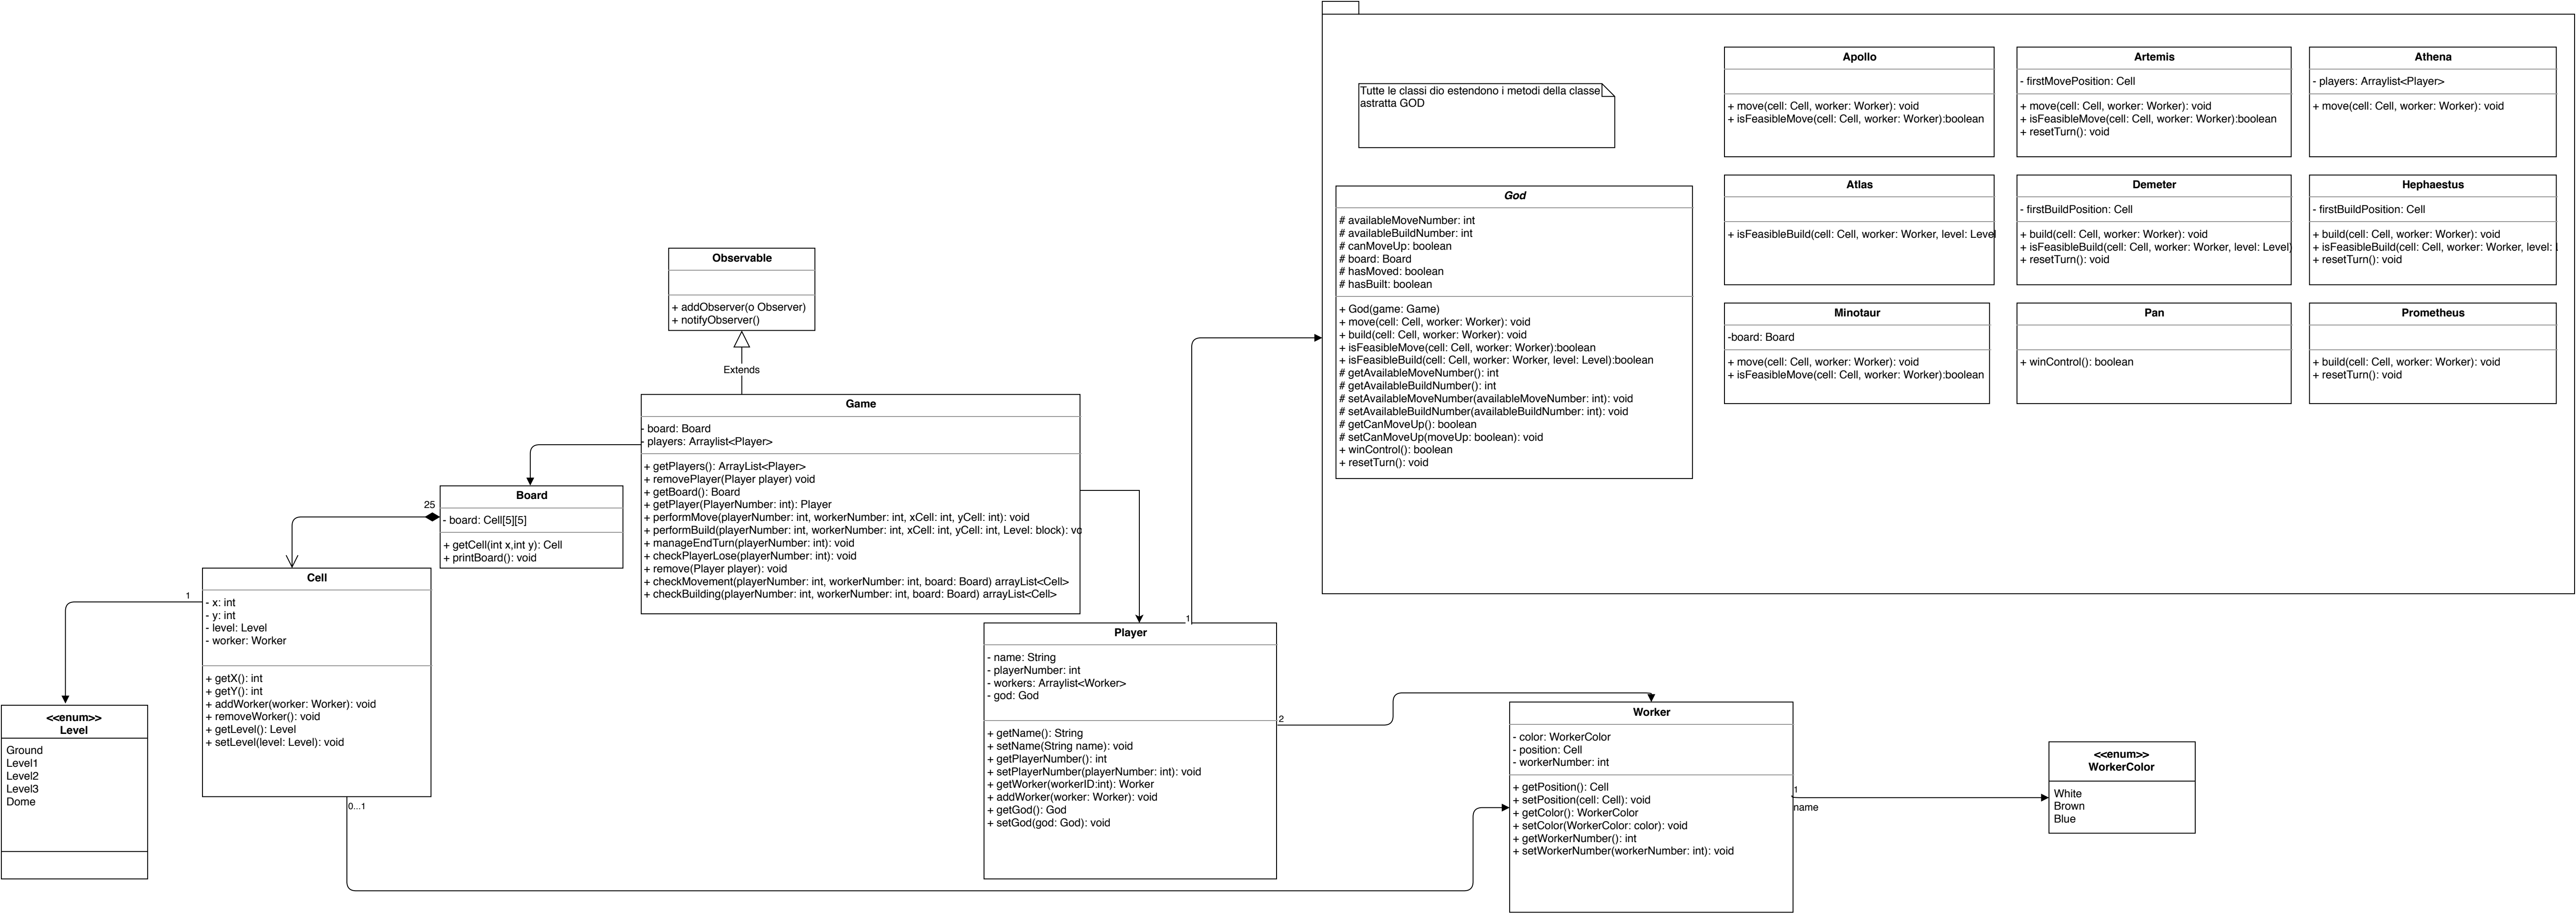 Tutte le classi dio estendono i metodi della classe
astratta GOD
God
# availableMoveNumber: int
# availableBuildNumber: int
# canMoveUp: boolean
# board: Board
# hasMoved: boolean
# hasBuilt: boolean
+ God(game: Game)
+ move(cell: Cell, worker: Worker): void
+ build(cell: Cell, worker: Worker): void
+ isFeasibleMove(cell: Cell, worker: Worker):boolean
+ isFeasibleBuild(cell: Cell, worker: Worker, level: Level):boolean
# getAvailableMoveNumber(): int
# getAvailableBuildNumber(): int
# setAvailableMoveNumber(availableMoveNumber: int): void
# setAvailableBuildNumber(availableBuildNumber: int): void
# getCanMoveUp(): boolean
# setCanMoveUp(moveUp: boolean): void
+ winControl(): boolean
+ resetTurn(): void
Apollo
+ move(cell: Cell, worker: Worker): void
+ isFeasibleMove(cell: Cell, worker: Worker):boolean
Artemis
- firstMovePosition: Cell
+ move(cell: Cell, worker: Worker): void
+ isFeasibleMove(cell: Cell, worker: Worker):boolean
+ resetTurn(): void
Athena
- players: Arraylist<Player>
+ move(cell: Cell, worker: Worker): void
Atlas
+ isFeasibleBuild(cell: Cell, worker: Worker, level: Level
Demeter
- firstBuildPosition: Cell
+ build(cell: Cell, worker: Worker): void
+ isFeasibleBuild(cell: Cell, worker: Worker, level: Level)
+ resetTurn(): void
Hephaestus
- firstBuildPosition: Cell
+ build(cell: Cell, worker: Worker): void
+ isFeasibleBuild(cell: Cell, worker: Worker, level:
+ resetTurn(): void
Minotaur
-board: Board
+ move(cell: Cell, worker: Worker): void
+ isFeasibleMove(cell: Cell, worker: Worker):boolean
Pan
+ winControl(): boolean
Prometheus
+ build(cell: Cell, worker: Worker): void
+ resetTurn(): void
Observable
+ addObserver(o Observer)
+ notifyObserver()
Extends
Game
- board: Board
- players: Arraylist<Player>
+ getPlayers(): ArrayList<Player>
+ removePlayer(Player player) void
+ getBoard(): Board
+ getPlayer(PlayerNumber: int): Player
+ performMove(playerNumber: int, workerNumber: int, xCell: int, yCell: int): void
+ performBuild(playerNumber: int, workerNumber: int, xCell: int, yCell: int, Level: block): vo
+ manageEndTurn(playerNumber: int): void
+ checkPlayerLose(playerNumber: int): void
+ remove(Player player): void
+ checkMovement(playerNumber: int, workerNumber: int, board: Board) arrayList<Cell>
+ checkBuilding(playerNumber: int, workerNumber: int, board: Board) arrayList<Cell>
25
Board
- board: Cell[5][5]
+ getCell(int x,int y): Cell
+ printBoard(): void
1
Cell
- x: int
- y: int
- level: Level
- worker: Worker
+ getX(): int
+ getY(): int
+ addWorker(worker: Worker): void
+ removeWorker(): void
+ getLevel(): Level
+ setLevel(level: Level): void
0...1
<<enum>>
Level
Ground
Level1
Level2
Level3
Dome
1
Player
- name: String
- playerNumber: int
- workers: Arraylist<Worker>
- god: God
+ getName(): String
+ setName(String name): void
+ getPlayerNumber(): int
+ setPlayerNumber(playerNumber: int): void
+ getWorker(workerID:int): Worker
+ addWorker(worker: Worker): void
+ getGod(): God
+ setGod(god: God): void
2
Worker
- color: WorkerColor
- position: Cell
- workerNumber: int
+ getPosition(): Cell
+ setPosition(cell: Cell): void
+ getColor(): WorkerColor
+ setColor(WorkerColor: color): void
+ getWorkerNumber(): int
+ setWorkerNumber(workerNumber: int): void
1
name
<<enum>>
WorkerColor
White
Brown
Blue